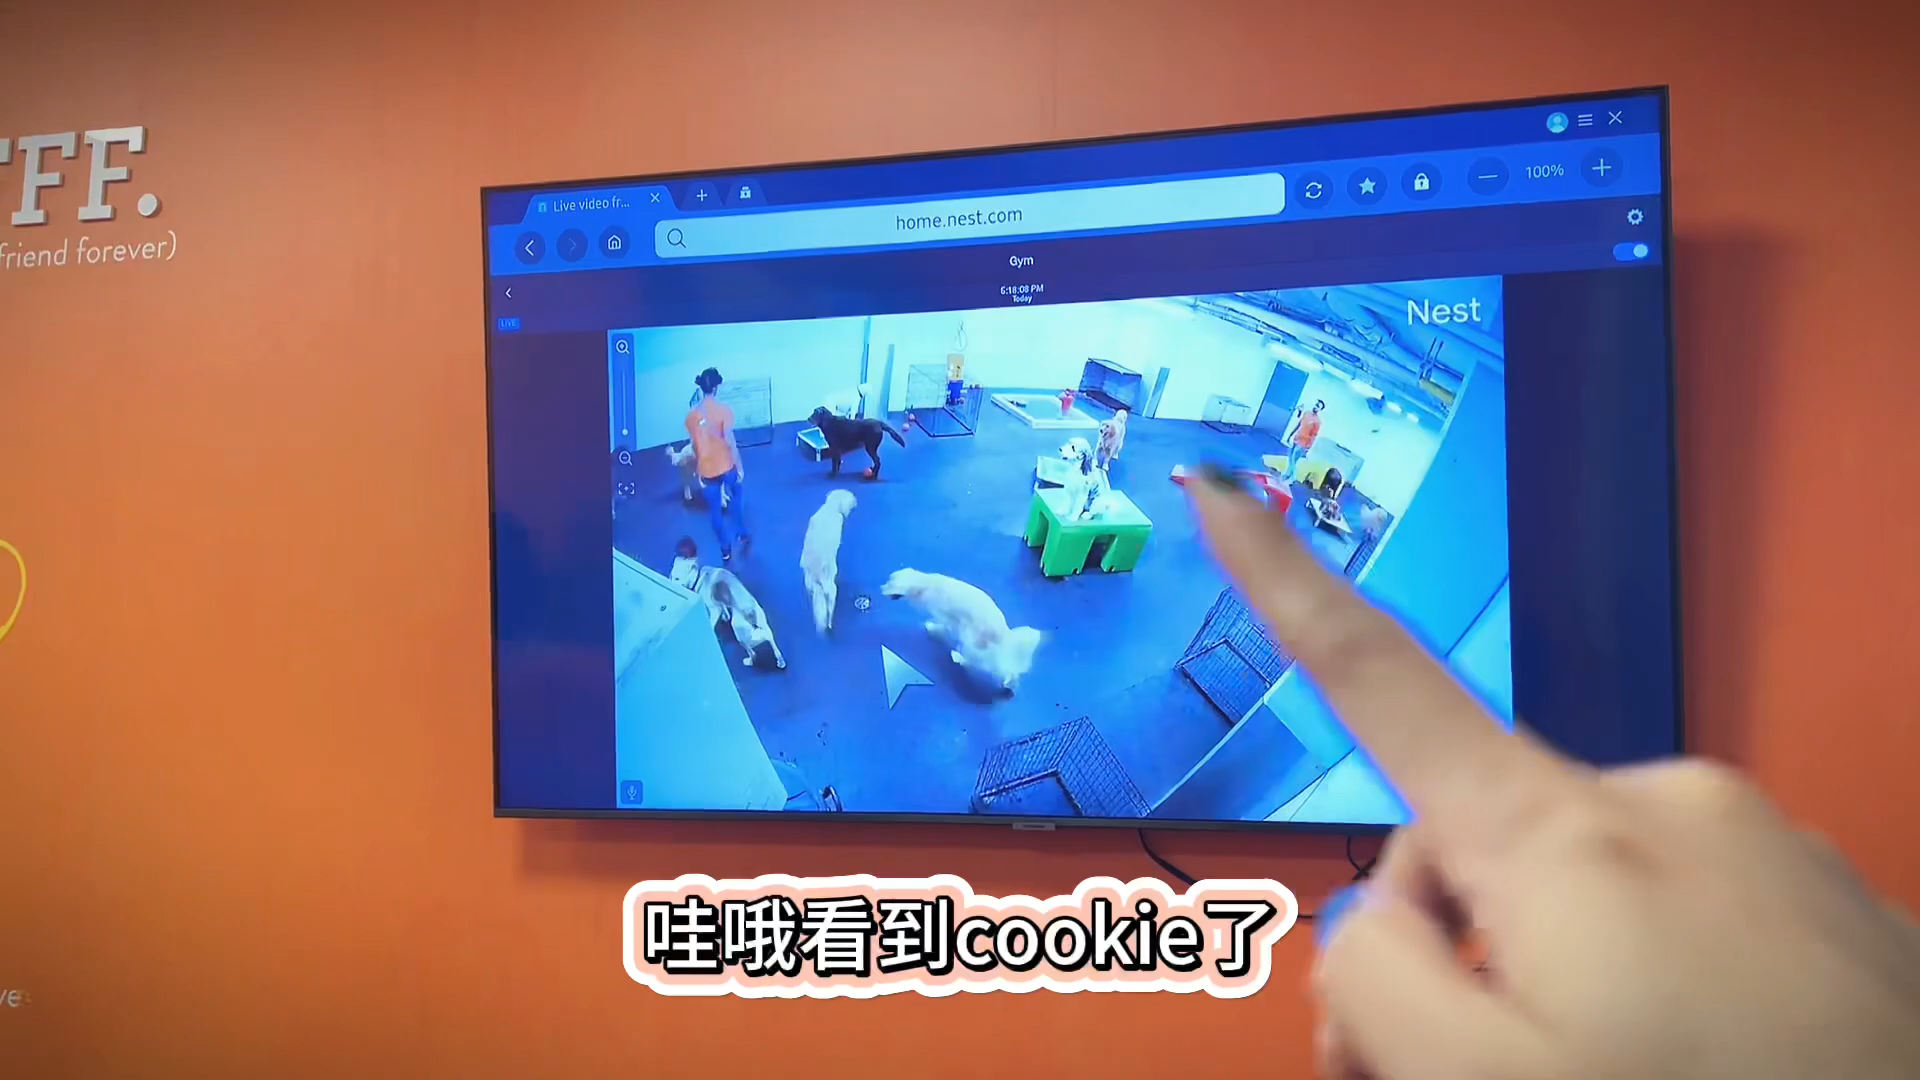 FF.
friend forever)
Live video fr...
home.nest.com
100%
Gym
6:18:08 PM
Today
LIVE
Nest
哇哦看到cookie了